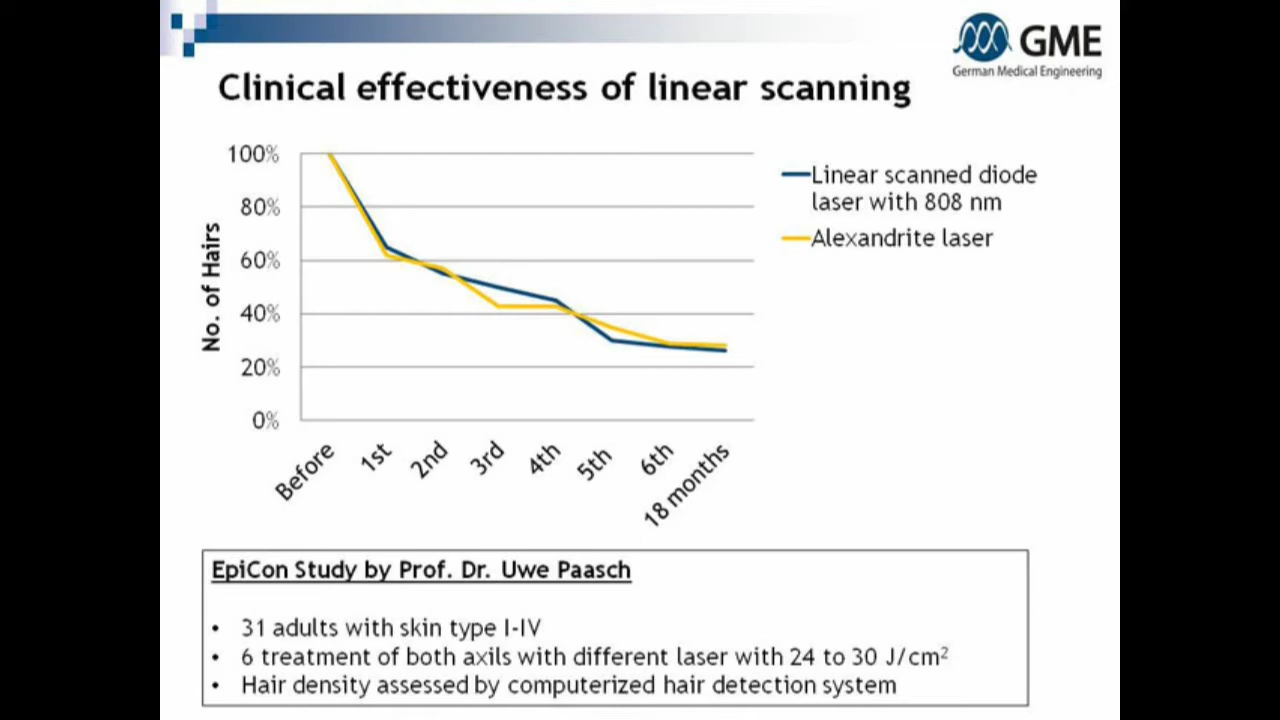 GME
German Medical Engineering
Clinical effectiveness of linear scanning
100%
80%
60%
40%
20%
0%
No. of Hairs
Before
1st
2nd
3rd
4th
5th
6th
18 months
Linear scanned diode
laser with 808 nm
Alexandrite laser
EpiCon Study by Prof. Dr. Uwe Paasch
• 31 adults with skin type I-IV
• 6 treatment of both axils with different laser with 24 to 30 J/cm²
• Hair density assessed by computerized hair detection system